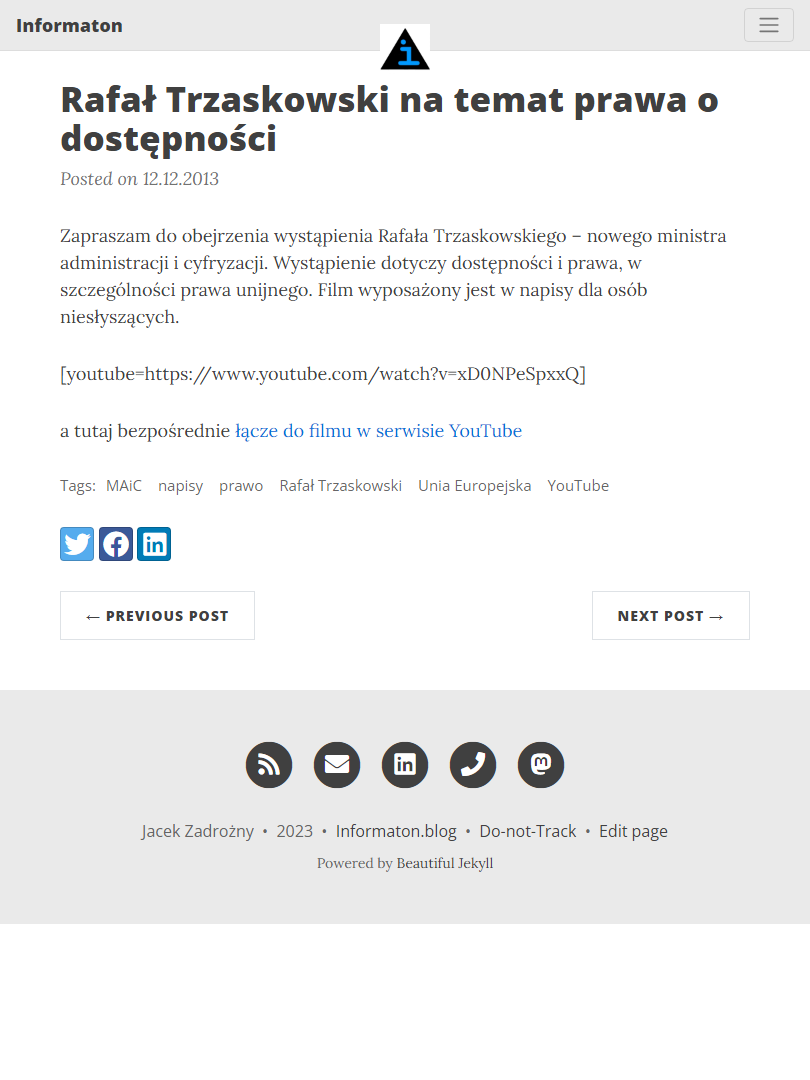 Informaton
i
Rafał Trzaskowski na temat prawa o
dostępności
Posted on 12.12.2013
Zapraszam do obejrzenia wystąpienia Rafała Trzaskowskiego – nowego ministra
administracji i cyfryzacji. Wystąpienie dotyczy dostępności i prawa, w
szczególności prawa unijnego. Film wyposażony jest w napisy dla osób
niesłyszących.
[youtube=https://www.youtube.com/watch?v=xD0NPeSpxxQ]
a tutaj bezpośrednie łącze do filmu w serwisie YouTube
Tags: MAiC napisy prawo Rafał Trzaskowski Unia Europejska YouTube
← PREVIOUS POST
NEXT POST →
Jacek Zadrożny • 2023 • Informaton.blog • Do-not-Track • Edit page
Powered by Beautiful Jekyll